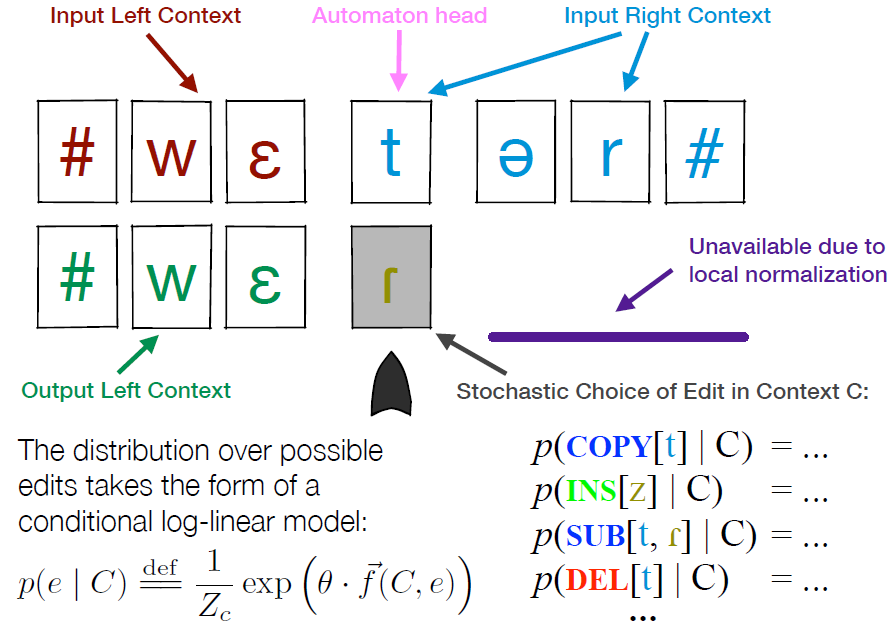 Input Left Context Automaton head Input Right Context
# w ɛ t ə r #
# w ɛ ɾ
Unavailable due to
local normalization
Output Left Context
Stochastic Choice of Edit in Context C:
The distribution over possible
edits takes the form of a
conditional log-linear model:
p(e | C) def= 1/Z_c exp(θ · f⃗(C, e))
p(COPY[t] | C) = ...
p(INS[z] | C) = ...
p(SUB[t, ɾ] | C) = ...
p(DEL[t] | C) = ...
...